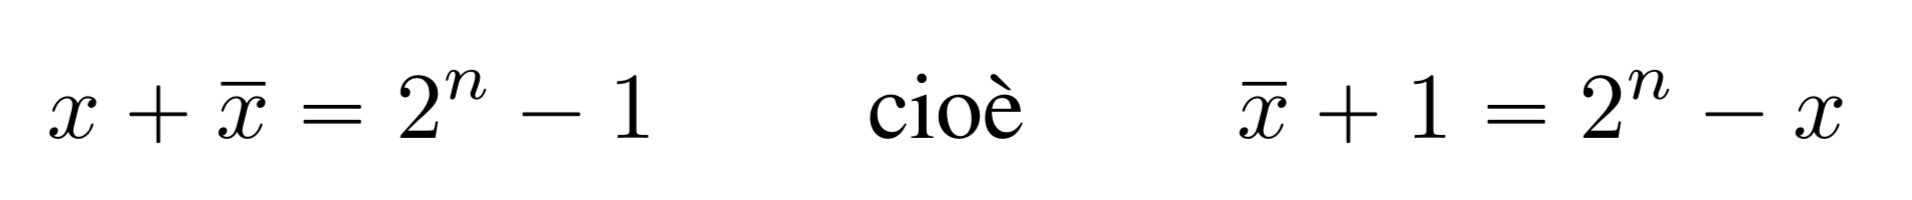 x + x̅ = 2ⁿ − 1 cioè x̅ + 1 = 2ⁿ − x